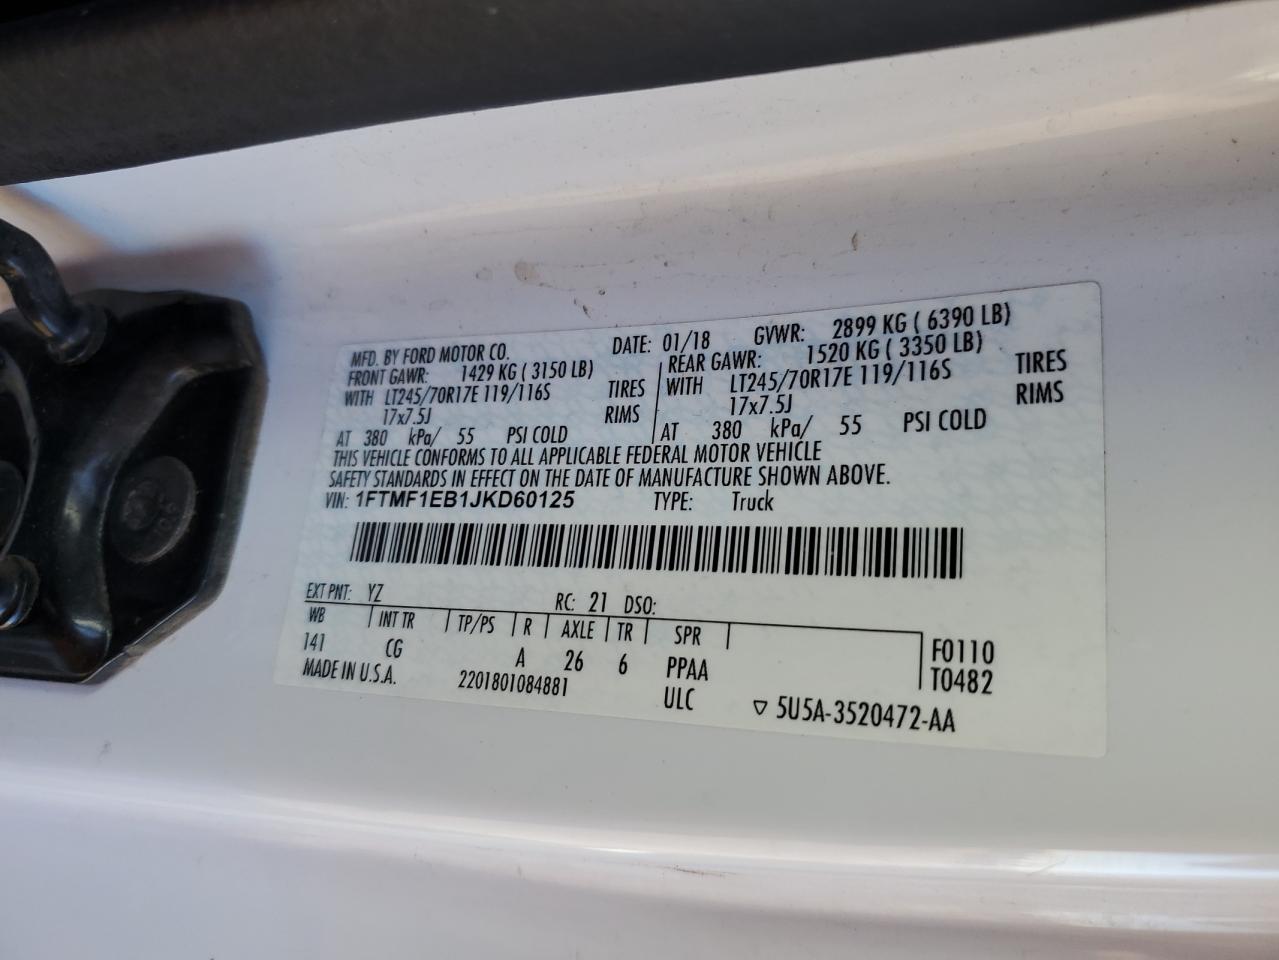 MFD. BY FORD MOTOR CO. DATE: 01/18 GVWR: 2899 KG ( 6390 LB)
FRONT GAWR: 1429 KG ( 3150 LB) REAR GAWR: 1520 KG ( 3350 LB)
WITH LT245/70R17E 119/116S TIRES WITH LT245/70R17E 119/116S TIRES
17x7.5J RIMS 17x7.5J RIMS
AT 380 kPa/ 55 PSI COLD AT 380 kPa/ 55 PSI COLD
THIS VEHICLE CONFORMS TO ALL APPLICABLE FEDERAL MOTOR VEHICLE
SAFETY STANDARDS IN EFFECT ON THE DATE OF MANUFACTURE SHOWN ABOVE.
VIN: 1FTMF1EB1JKD60125 TYPE: Truck
EXT PNT: YZ RC: 21 DSO:
WB INT TR TP/PS R AXLE TR SPR F0110
141 CG A 26 6 PPAA T0482
MADE IN U.S.A. 2201801084881 ULC ▽ 5U5A-3520472-AA